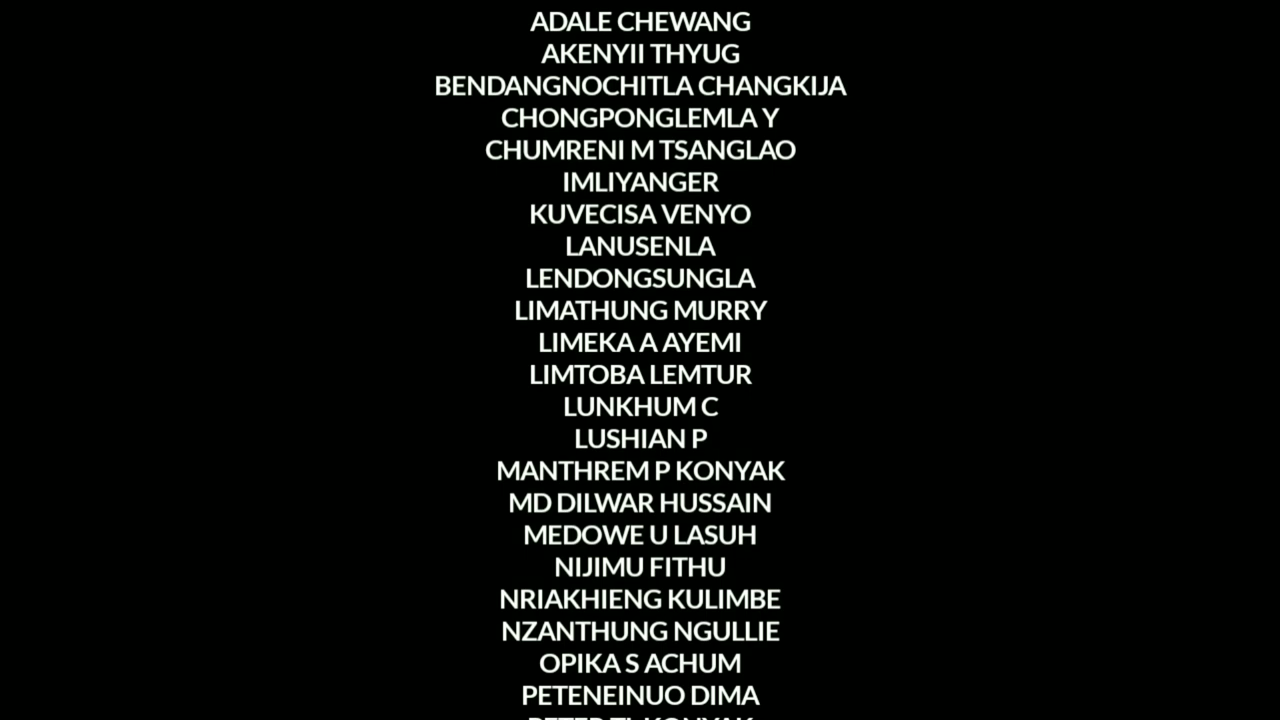 ADALE CHEWANG
AKENYII THYUG
BENDANGNOCHITLA CHANGKIJA
CHONGPONGLEMLA Y
CHUMRENI M TSANGLAO
IMLIYANGER
KUVECISA VENYO
LANUSENLA
LENDONGSUNGLA
LIMATHUNG MURRY
LIMEKA A AYEMI
LIMTOBA LEMTUR
LUNKHUM C
LUSHIAN P
MANTHREM P KONYAK
MD DILWAR HUSSAIN
MEDOWE U LASUH
NIJIMU FITHU
NRIAKHIENG KULIMBE
NZANTHUNG NGULLIE
OPIKA S ACHUM
PETENEINUO DIMA